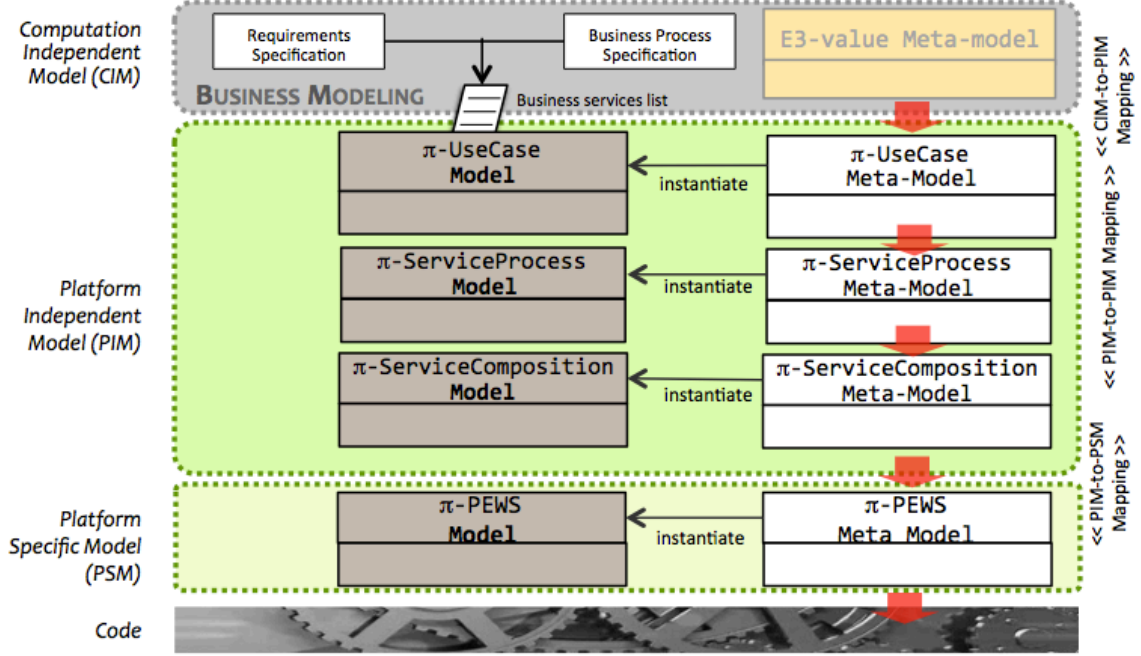 Computation
Independent
Model (CIM)
Requirements
Specification
Business Process
Specification
E3-value Meta-model
BUSINESS MODELING
Business services list
<< CIM-to-PIM
Mapping >>
π-UseCase
Model
instantiate
π-UseCase
Meta-Model
<< PIM-to-PIM Mapping >>
Platform
Independent
Model (PIM)
π-ServiceProcess
Model
instantiate
π-ServiceProcess
Meta-Model
π-ServiceComposition
Model
instantiate
π-ServiceComposition
Meta-Model
<< PIM-to-PSM
Mapping >>
Platform
Specific Model
(PSM)
π-PEWS
Model
instantiate
π-PEWS
Meta Model
Code